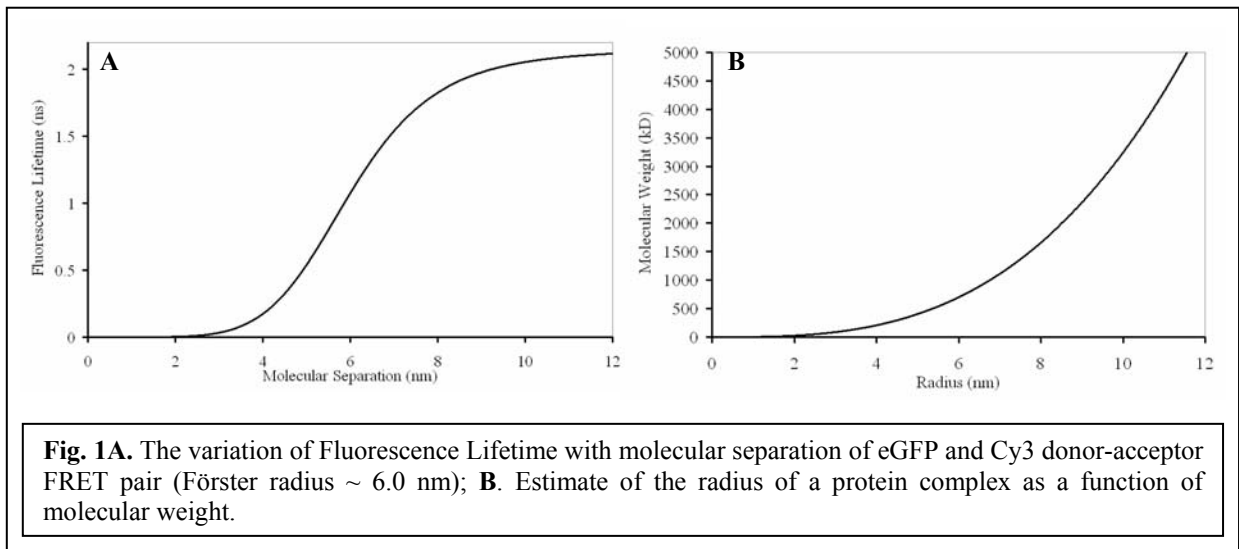 A
Fluorescence Lifetime (ns)
2
1.5
1
0.5
0
0 2 4 6 8 10 12
Molecular Separation (nm)
B
Molecular Weight (kD)
5000
4500
4000
3500
3000
2500
2000
1500
1000
500
0
0 2 4 6 8 10 12
Radius (nm)
Fig. 1A. The variation of Fluorescence Lifetime with molecular separation of eGFP and Cy3 donor-acceptor
FRET pair (Förster radius ~ 6.0 nm); B. Estimate of the radius of a protein complex as a function of
molecular weight.